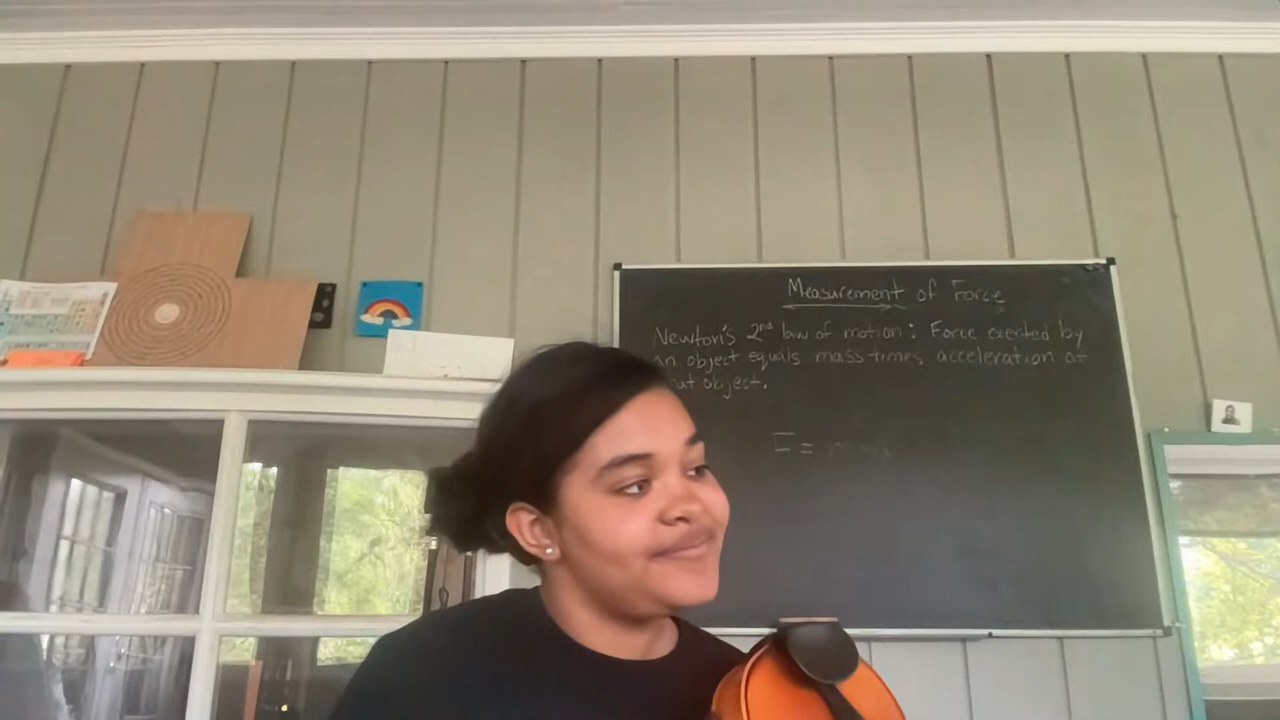 Measurement of Force
Newton's 2nd law of motion: Force exerted by
an object equals mass times acceleration of
object.
F =